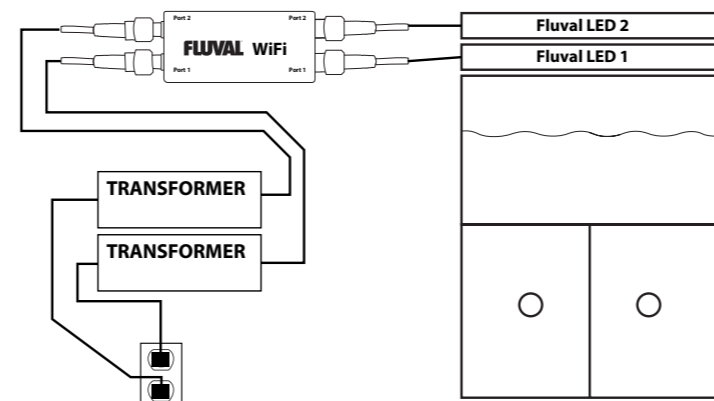 Port 2
Port 2
FLUVAL WiFi
Port 1
Port 1
Fluval LED 2
Fluval LED 1
TRANSFORMER
TRANSFORMER